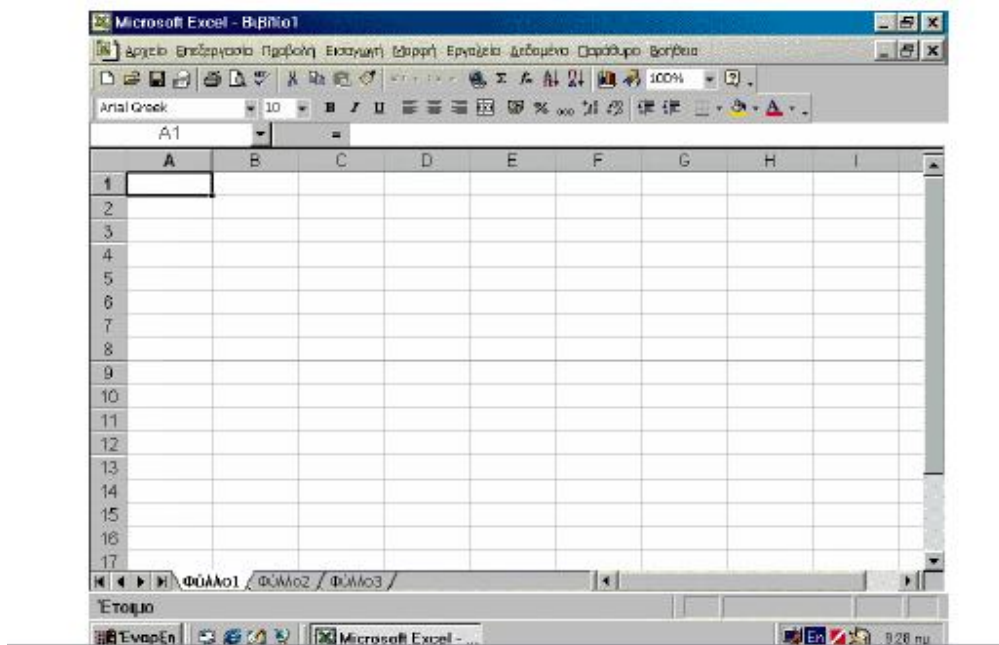 Microsoft Excel - Βιβλίο1
Αρχείο Επεξεργασία Προβολή Εισαγωγή Μορφή Εργαλεία Δεδομένα Παράθυρο Βοήθεια
100%
Arial Greek 10 B I U %
A1 =
A B C D E F G H I
1
2
3
4
5
6
7
8
9
10
11
12
13
14
15
16
17
Φύλλο1 Φύλλο2 Φύλλο3
Έτοιμο
Έναρξη Microsoft Excel - ... En 9:28 πμ